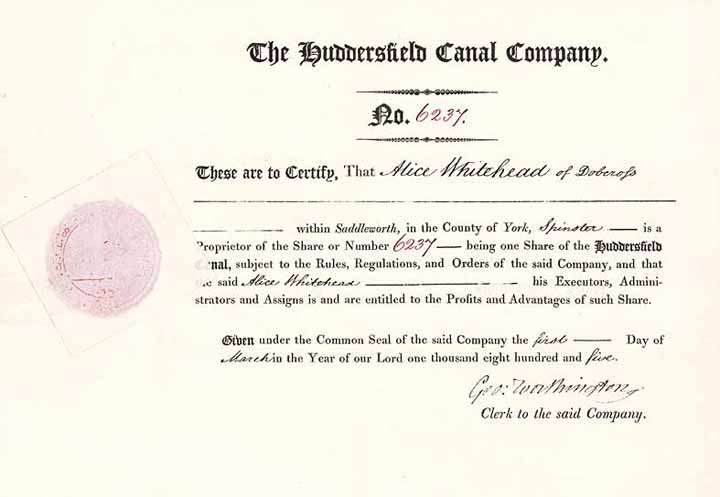 The Huddersfield Canal Company.
No. 6237.
These are to Certify, That Alice Whitehead of Dobcross
within Saddleworth, in the County of York, Spinster is a
Proprietor of the Share or Number 6237 being one Share of the Huddersfield
Canal, subject to the Rules, Regulations, and Orders of the said Company, and that
the said Alice Whitehead his Executors, Admini-
strators and Assigns is and are entitled to the Profits and Advantages of such Share.
Given under the Common Seal of the said Company the first Day of
March in the Year of our Lord one thousand eight hundred and five.
Geo: Worthington
Clerk to the said Company.